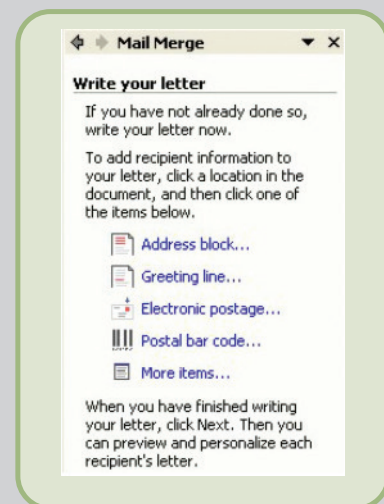 Mail Merge
Write your letter
If you have not already done so,
write your letter now.
To add recipient information to
your letter, click a location in the
document, and then click one of
the items below.
Address block...
Greeting line...
Electronic postage...
Postal bar code...
More items...
When you have finished writing
your letter, click Next. Then you
can preview and personalize each
recipient's letter.